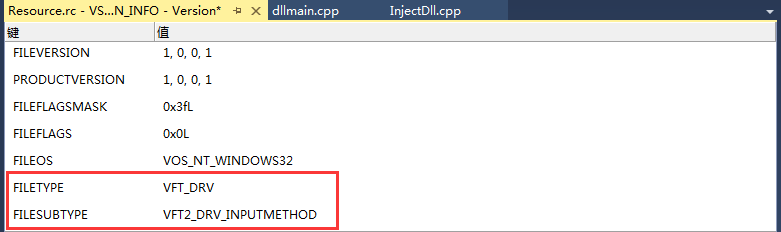 Resource.rc - VS...N_INFO - Version* dllmain.cpp InjectDll.cpp
键 值
FILEVERSION 1, 0, 0, 1
PRODUCTVERSION 1, 0, 0, 1
FILEFLAGSMASK 0x3fL
FILEFLAGS 0x0L
FILEOS VOS_NT_WINDOWS32
FILETYPE VFT_DRV
FILESUBTYPE VFT2_DRV_INPUTMETHOD